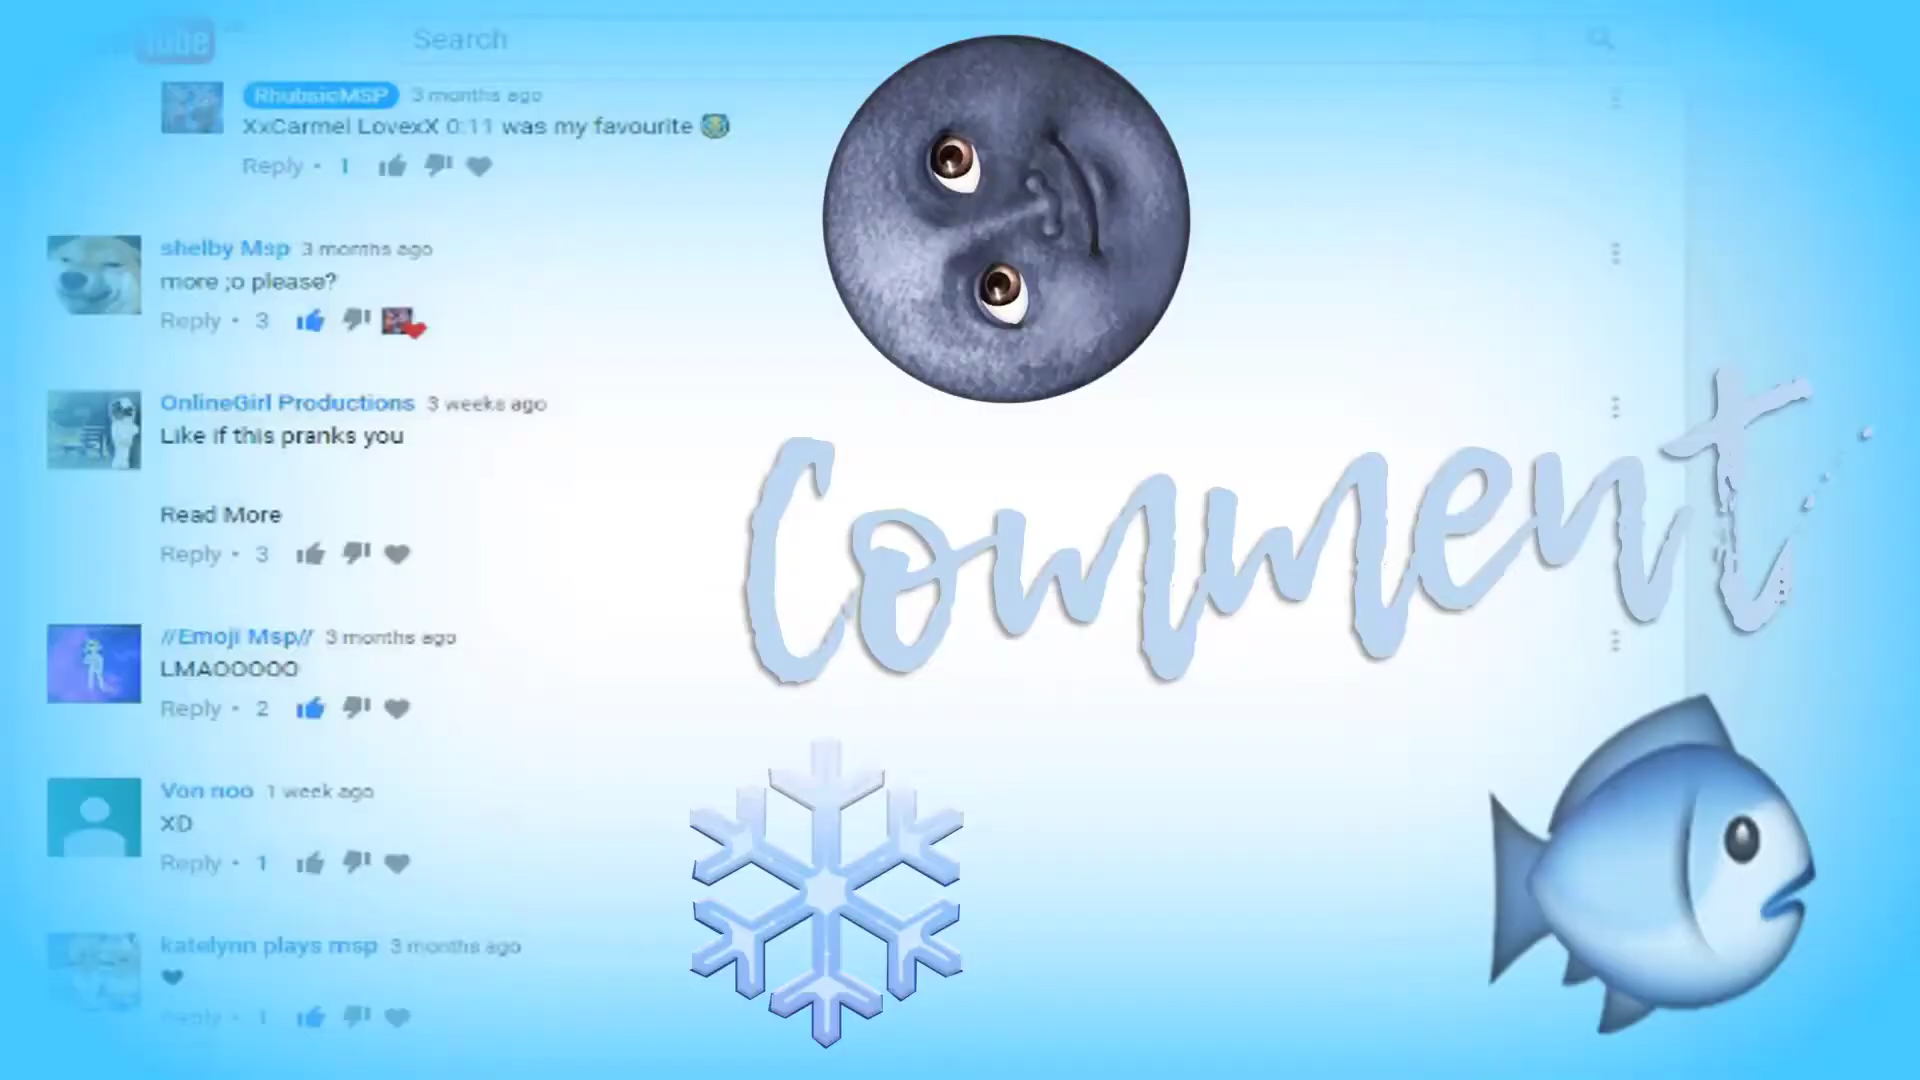 Tube
Search
RhubsicMSP 3 months ago
XxCarmel LovexX 0:11 was my favourite
Reply • 1
shelby Msp 3 months ago
more ;o please?
Reply • 3
OnlineGirl Productions 3 weeks ago
Like if this pranks you
Read More
Reply • 3
//Emoji Msp// 3 months ago
LMAOOOOO
Reply • 2
Von noo 1 week ago
XD
Reply • 1
katelynn plays msp 3 months ago
Reply • 1
Comment